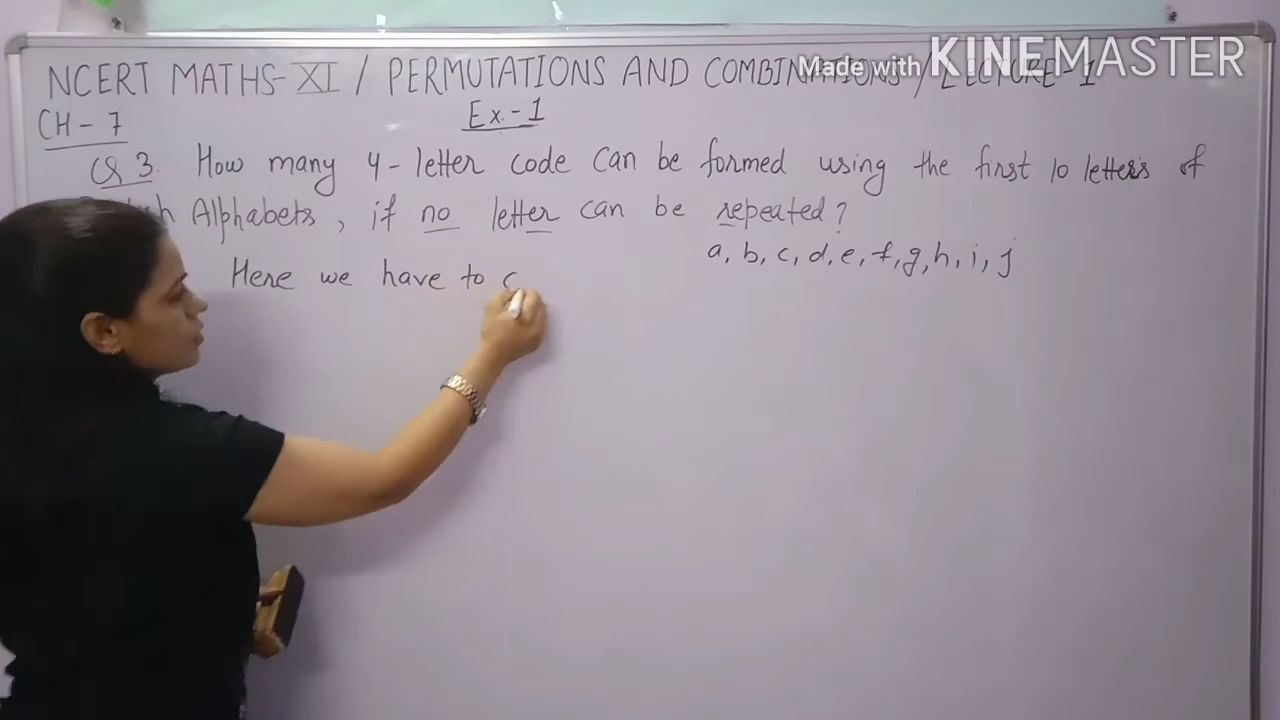 Made with KINEMASTER
NCERT MATHS-XI / PERMUTATIONS AND COMBINATIONS / LECTURE-1
CH-7
Ex.-1
Q 3. How many 4-letter code can be formed using the first 10 letters of
Alphabets, if no letter can be repeated?
a, b, c, d, e, f, g, h, i, j
Here we have to c